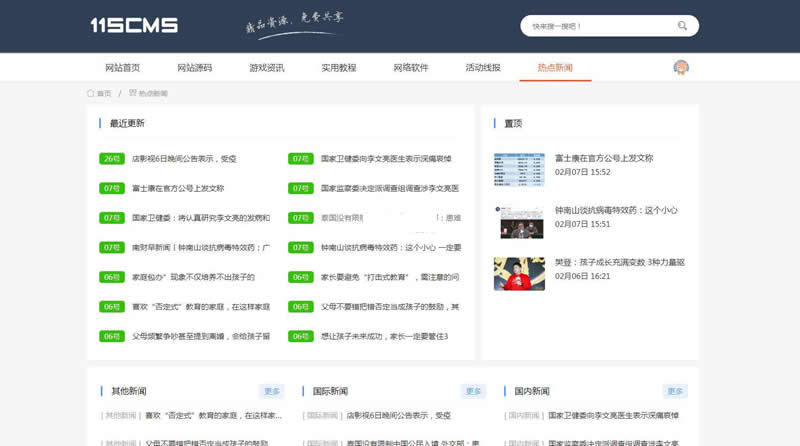 115CMS
精品资源，免费共享
快来搜一搜吧！
网站首页 网站源码 游戏资讯 实用教程 网络软件 活动线报 热点新闻
首页 / 热点新闻
最近更新
26号 店影视6日晚间公告表示，受疫
07号 国家卫健委向李文亮医生表示深痛哀悼
07号 富士康在官方公号上发文称
07号 国家监察委决定派调查组调查涉李文亮医
07号 国家卫健委：将认真研究李文亮的发病和
07号 泰国没有限 ：患难
07号 南财早新闻丨钟南山谈抗病毒特效药；广
07号 钟南山谈抗病毒特效药：这个小心 一定要
06号 家庭包办”现象不仅培养不出孩子的
06号 家长要避免“打击式教育”，需注意的问
06号 喜欢“否定式”教育的家庭，在这样家庭
06号 父母不要错把错否定当成孩子的鼓励，其
06号 父母频繁争吵甚至提到离婚，会给孩子留
06号 想让孩子未来成功，家长一定要管住3
置顶
富士康在官方公号上发文称
02月07日 15:52
钟南山谈抗病毒特效药：这个小心
02月07日 15:51
樊登：孩子成长充满变数 3种力量驱
02月06日 16:21
其他新闻 更多
[ 其他新闻 ] 喜欢“否定式”教育的家庭，在这样家...
[ 其他新闻 ] 父母不要错把错否定当成孩子的鼓励
国际新闻 更多
[ 国际新闻 ] 店影视6日晚间公告表示，受疫
[ 国际新闻 ] 泰国没有限制中国公民入境 外交部：患
国内新闻 更多
[ 国内新闻 ] 国家卫健委向李文亮医生表示深痛哀悼
[ 国内新闻 ] 国家监察委决定派调查组调查涉李文亮医